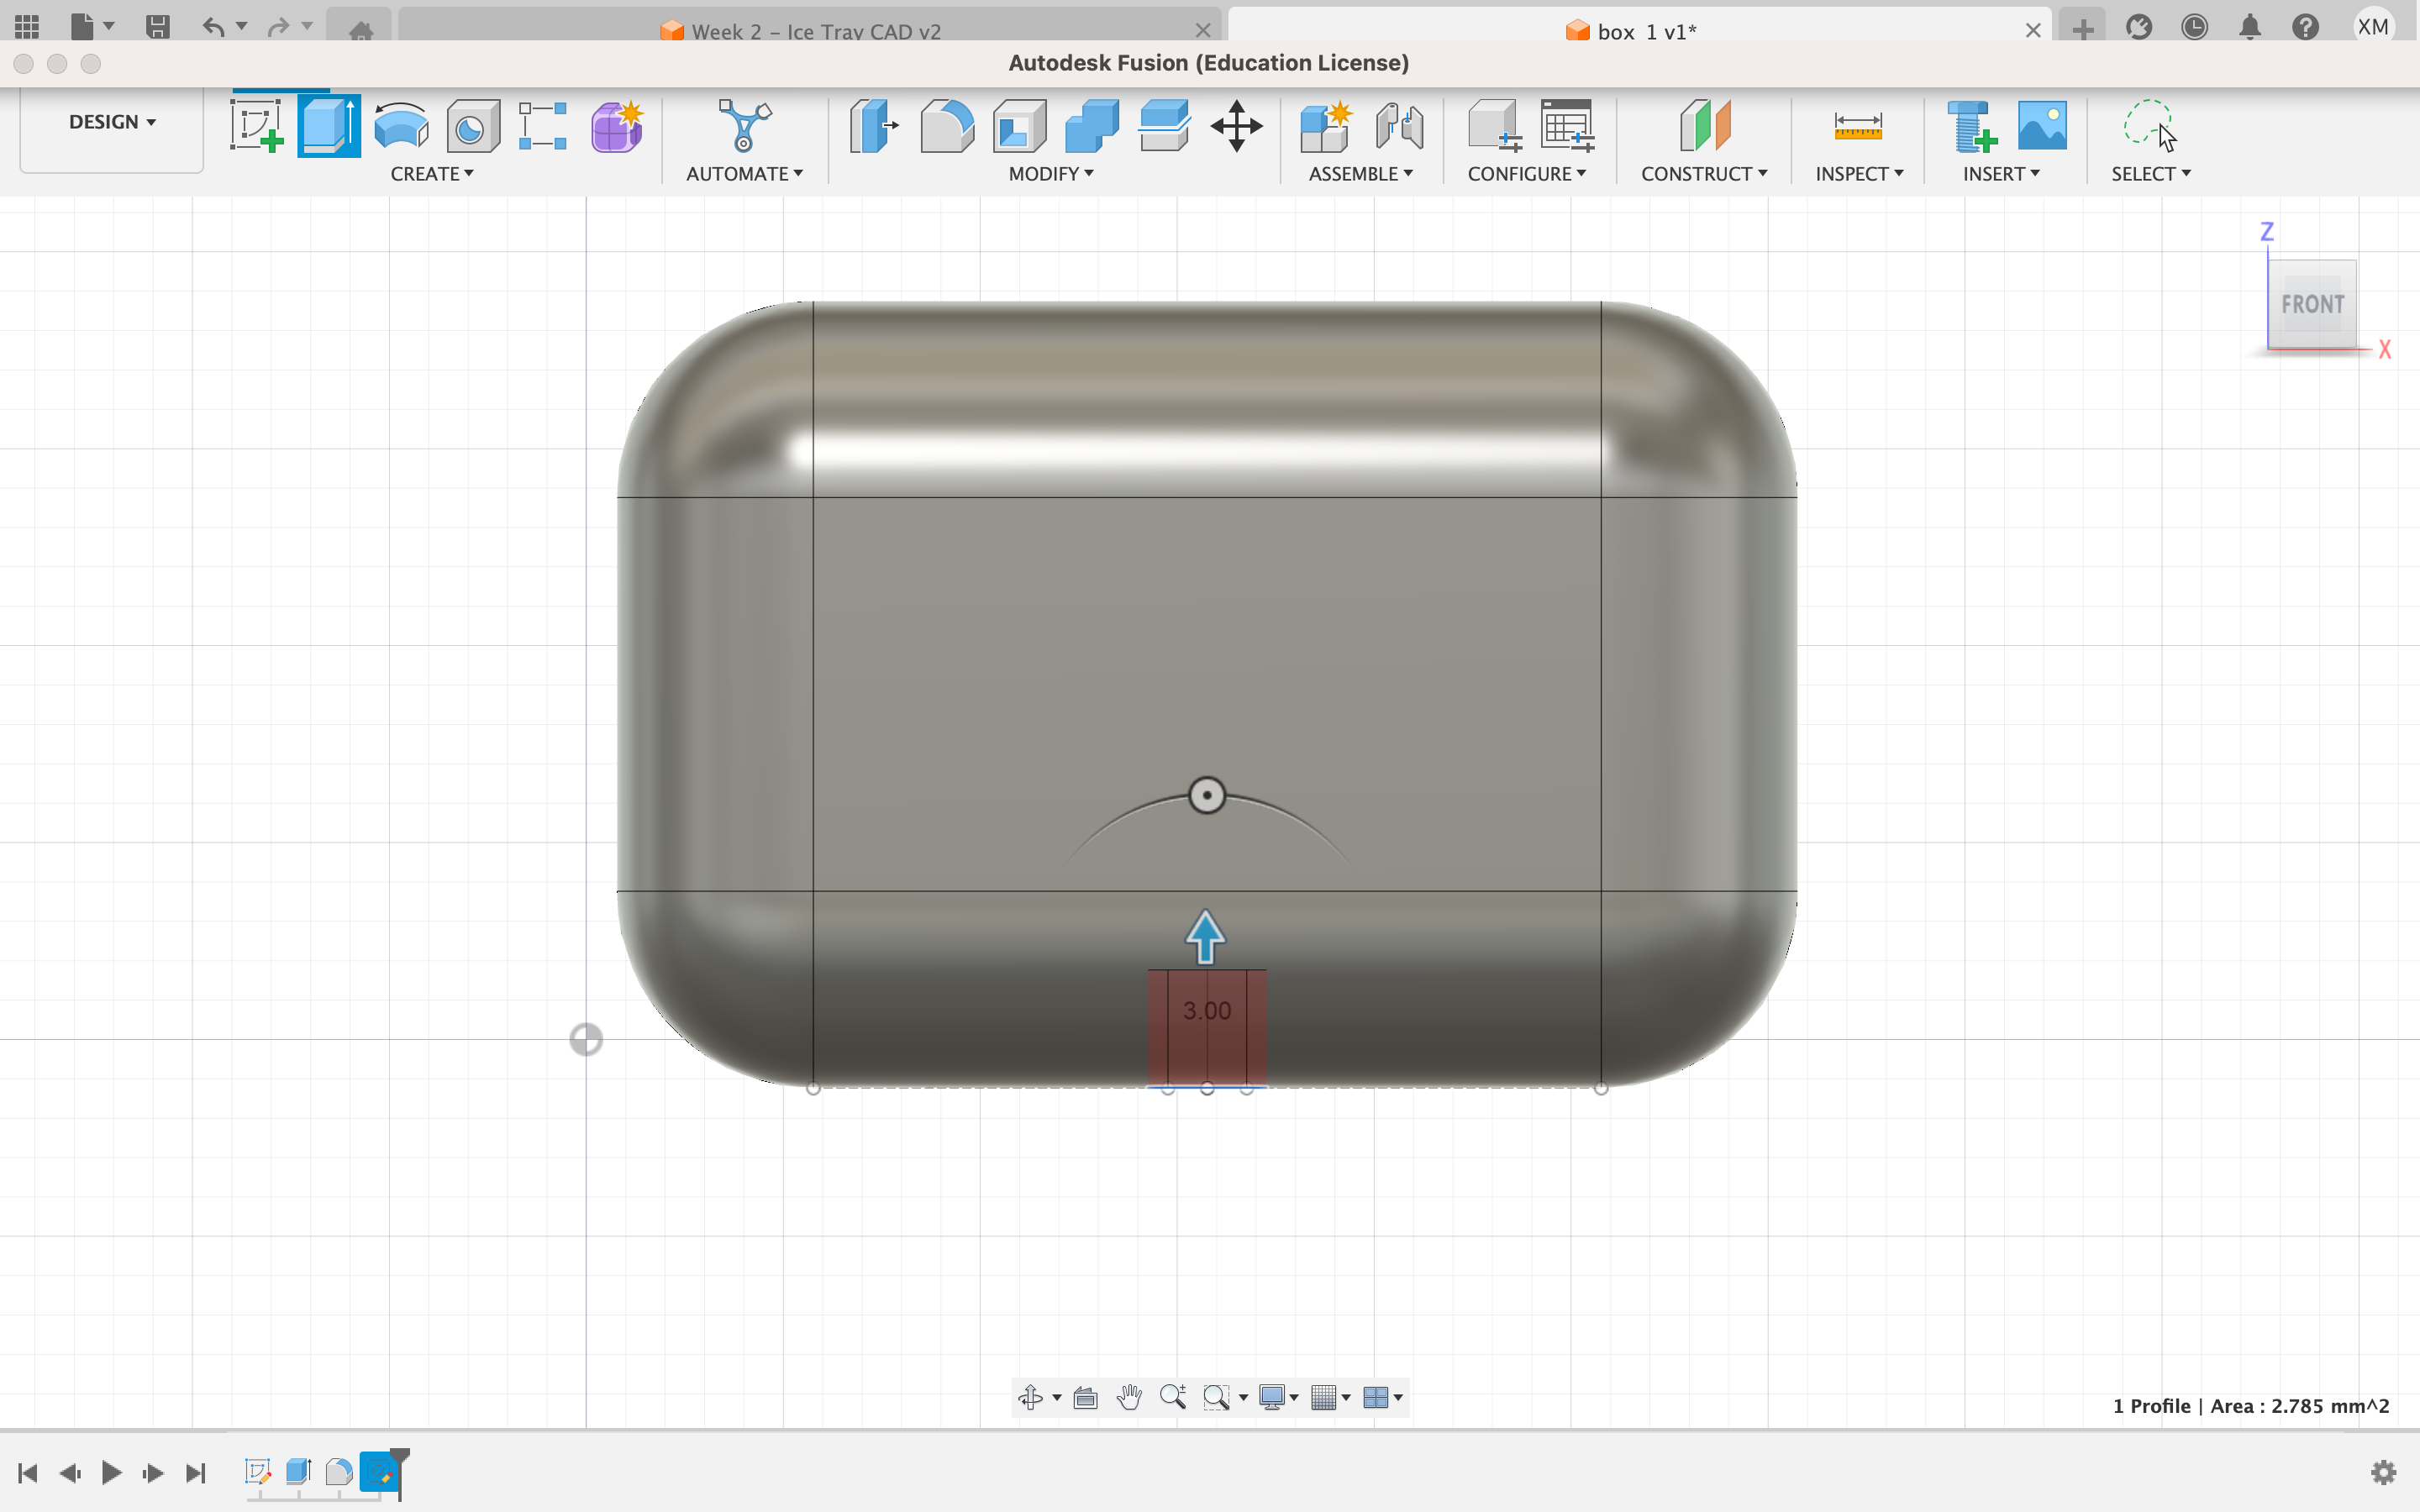 Week 2 – Ice Tray CAD v2
box 1 v1*
XM
Autodesk Fusion (Education License)
DESIGN
CREATE
AUTOMATE
MODIFY
ASSEMBLE
CONFIGURE
CONSTRUCT
INSPECT
INSERT
SELECT
Z
FRONT
X
3.00
1 Profile | Area : 2.785 mm^2